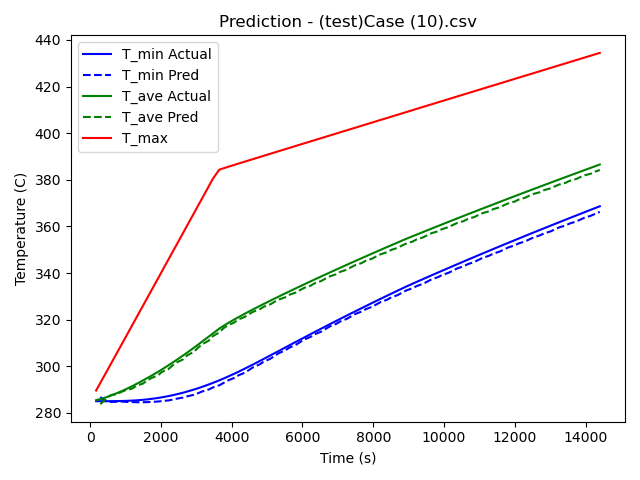 Prediction - (test)Case (10).csv
440
420
400
380
360
340
320
300
280
Temperature (C)
T_min Actual
T_min Pred
T_ave Actual
T_ave Pred
T_max
0 2000 4000 6000 8000 10000 12000 14000
Time (s)